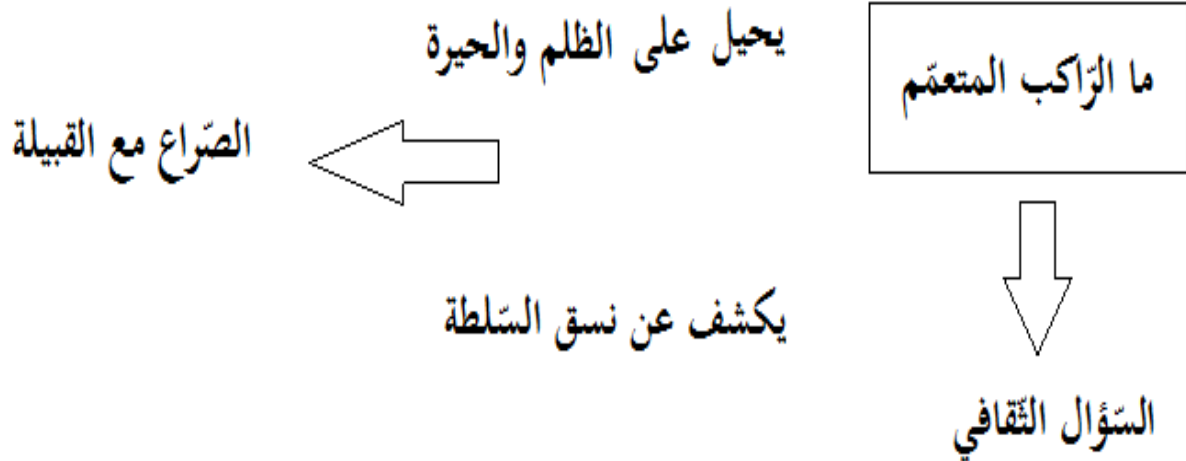 ما الرّاكب المتعمّم
يحيل على الظلم والحيرة
الصّراع مع القبيلة
يكشف عن نسق السّلطة
السّؤال الثّقافي